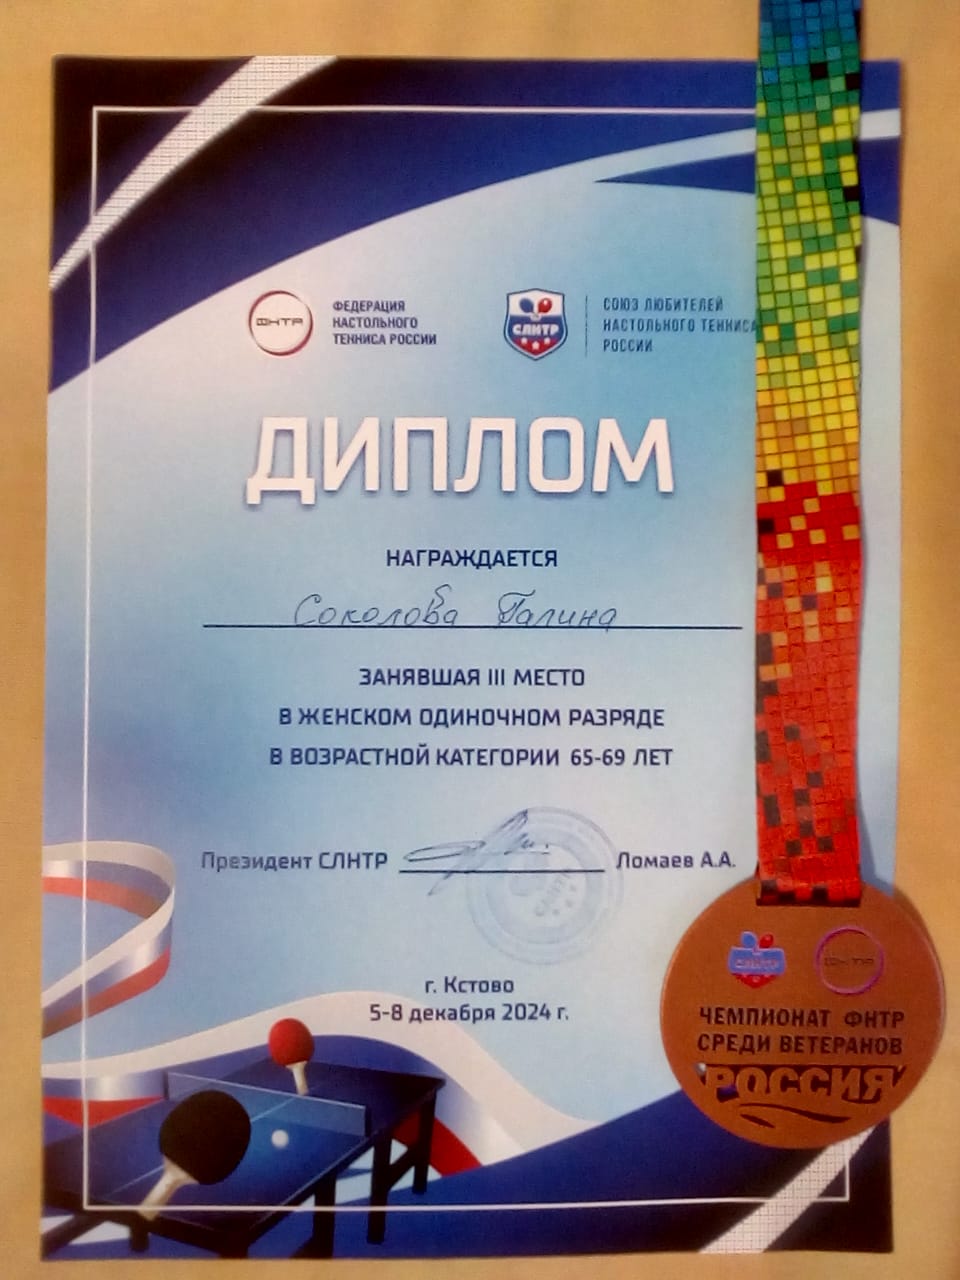 ФНТР
ФЕДЕРАЦИЯ
НАСТОЛЬНОГО
ТЕННИСА РОССИИ
СЛНТР
СОЮЗ ЛЮБИТЕЛЕЙ
НАСТОЛЬНОГО ТЕННИСА
РОССИИ
ДИПЛОМ
НАГРАЖДАЕТСЯ
Соколова Галина
ЗАНЯВШАЯ III МЕСТО
В ЖЕНСКОМ ОДИНОЧНОМ РАЗРЯДЕ
В ВОЗРАСТНОЙ КАТЕГОРИИ 65-69 ЛЕТ
Президент СЛНТР Ломаев А.А.
СЛНТР
г. Кстово
5-8 декабря 2024 г.
СЛНТР
ФНТР
ЧЕМПИОНАТ ФНТР
СРЕДИ ВЕТЕРАНОВ
РОССИЯ